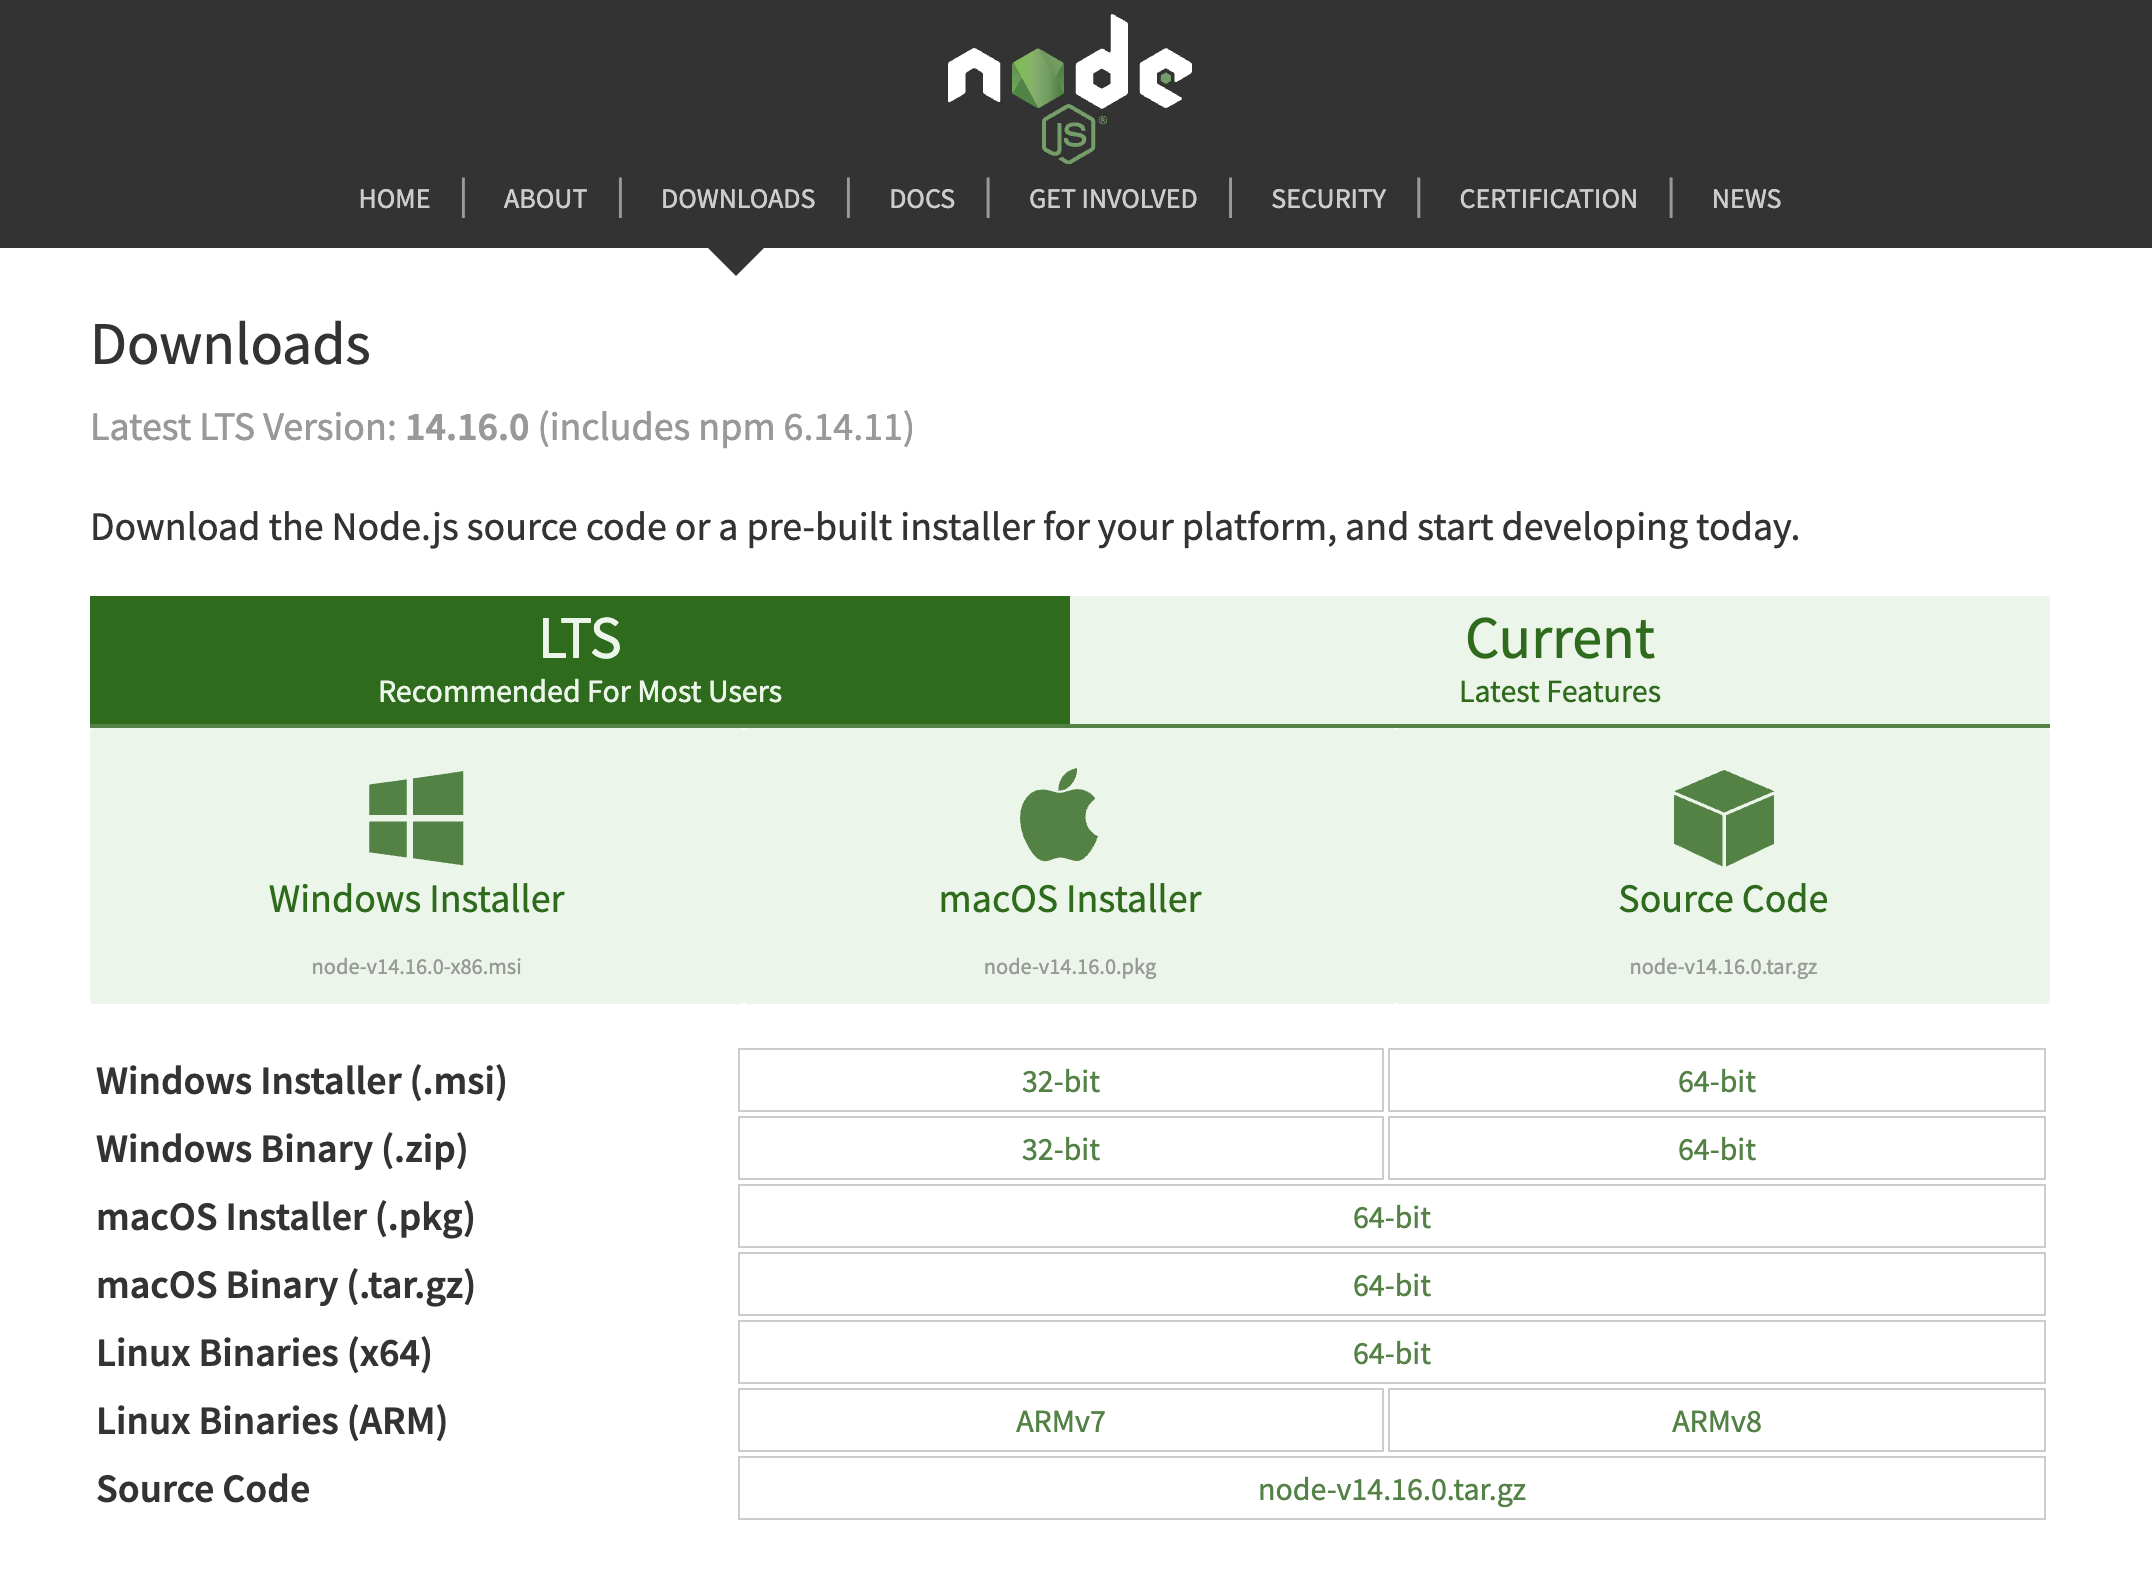 node
JS®
HOME | ABOUT | DOWNLOADS | DOCS | GET INVOLVED | SECURITY | CERTIFICATION | NEWS
Downloads
Latest LTS Version: 14.16.0 (includes npm 6.14.11)
Download the Node.js source code or a pre-built installer for your platform, and start developing today.
LTS
Recommended For Most Users
Current
Latest Features
Windows Installer
node-v14.16.0-x86.msi
macOS Installer
node-v14.16.0.pkg
Source Code
node-v14.16.0.tar.gz
Windows Installer (.msi) 32-bit 64-bit
Windows Binary (.zip) 32-bit 64-bit
macOS Installer (.pkg) 64-bit
macOS Binary (.tar.gz) 64-bit
Linux Binaries (x64) 64-bit
Linux Binaries (ARM) ARMv7 ARMv8
Source Code node-v14.16.0.tar.gz